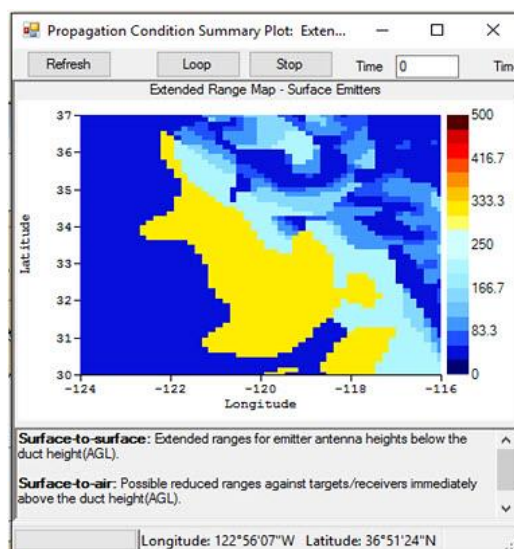 Propagation Condition Summary Plot: Exten...
Refresh Loop Stop Time 0 Time
Extended Range Map - Surface Emitters
37
36
35
34
33
32
31
30
Latitude
-124 -122 -120 -118 -116
Longitude
500
416.7
333.3
250
166.7
83.3
0
Surface-to-surface: Extended ranges for emitter antenna heights below the
duct height(AGL).
Surface-to-air: Possible reduced ranges against targets/receivers immediately
above the duct height(AGL).
Longitude: 122°56'07"W Latitude: 36°51'24"N